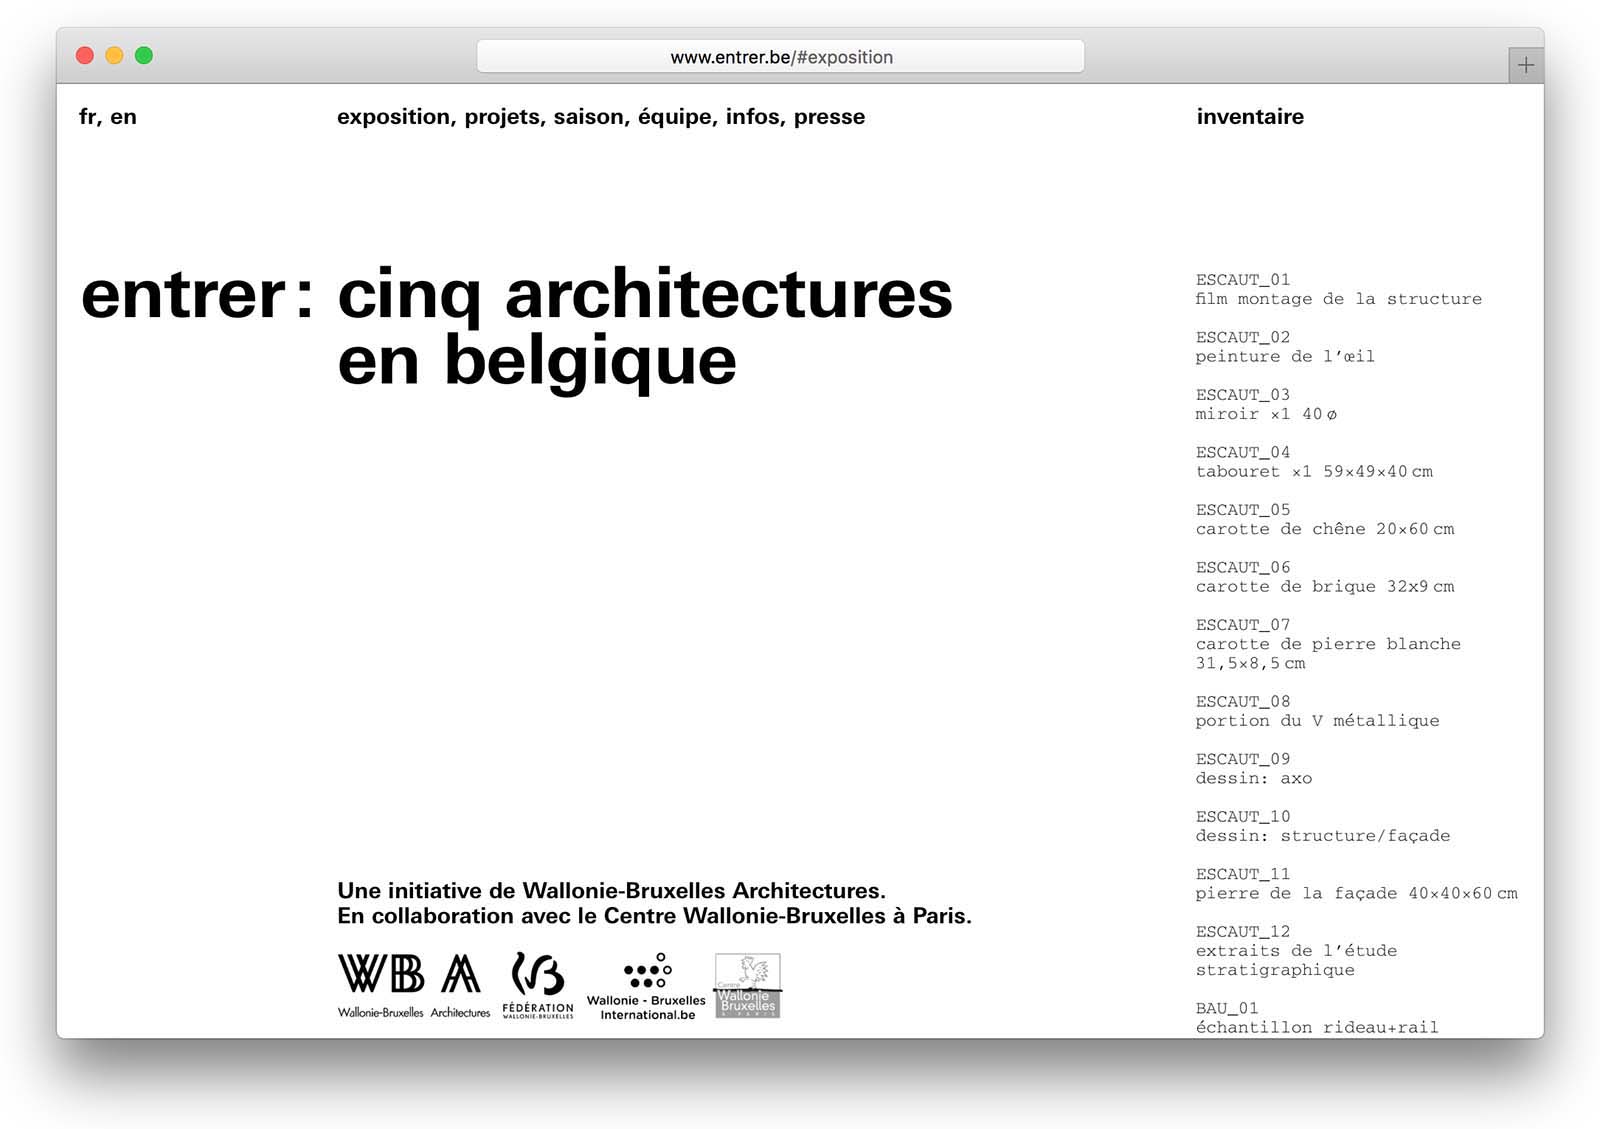 www.entrer.be/#exposition
fr, en
exposition, projets, saison, équipe, infos, presse
inventaire
entrer: cinq architectures
en belgique
ESCAUT_01
film montage de la structure
ESCAUT_02
peinture de l’œil
ESCAUT_03
miroir ×1 40 ø
ESCAUT_04
tabouret ×1 59×49×40 cm
ESCAUT_05
carotte de chêne 20×60 cm
ESCAUT_06
carotte de brique 32x9 cm
ESCAUT_07
carotte de pierre blanche
31,5×8,5 cm
ESCAUT_08
portion du V métallique
ESCAUT_09
dessin: axo
ESCAUT_10
dessin: structure/façade
ESCAUT_11
pierre de la façade 40×40×60 cm
ESCAUT_12
extraits de l’étude
stratigraphique
BAU_01
échantillon rideau+rail
Une initiative de Wallonie-Bruxelles Architectures.
En collaboration avec le Centre Wallonie-Bruxelles à Paris.
WBA
Wallonie-Bruxelles Architectures
FÉDÉRATION
WALLONIE-BRUXELLES
Wallonie - Bruxelles
International.be
Centre
Wallonie
Bruxelles
À PARIS